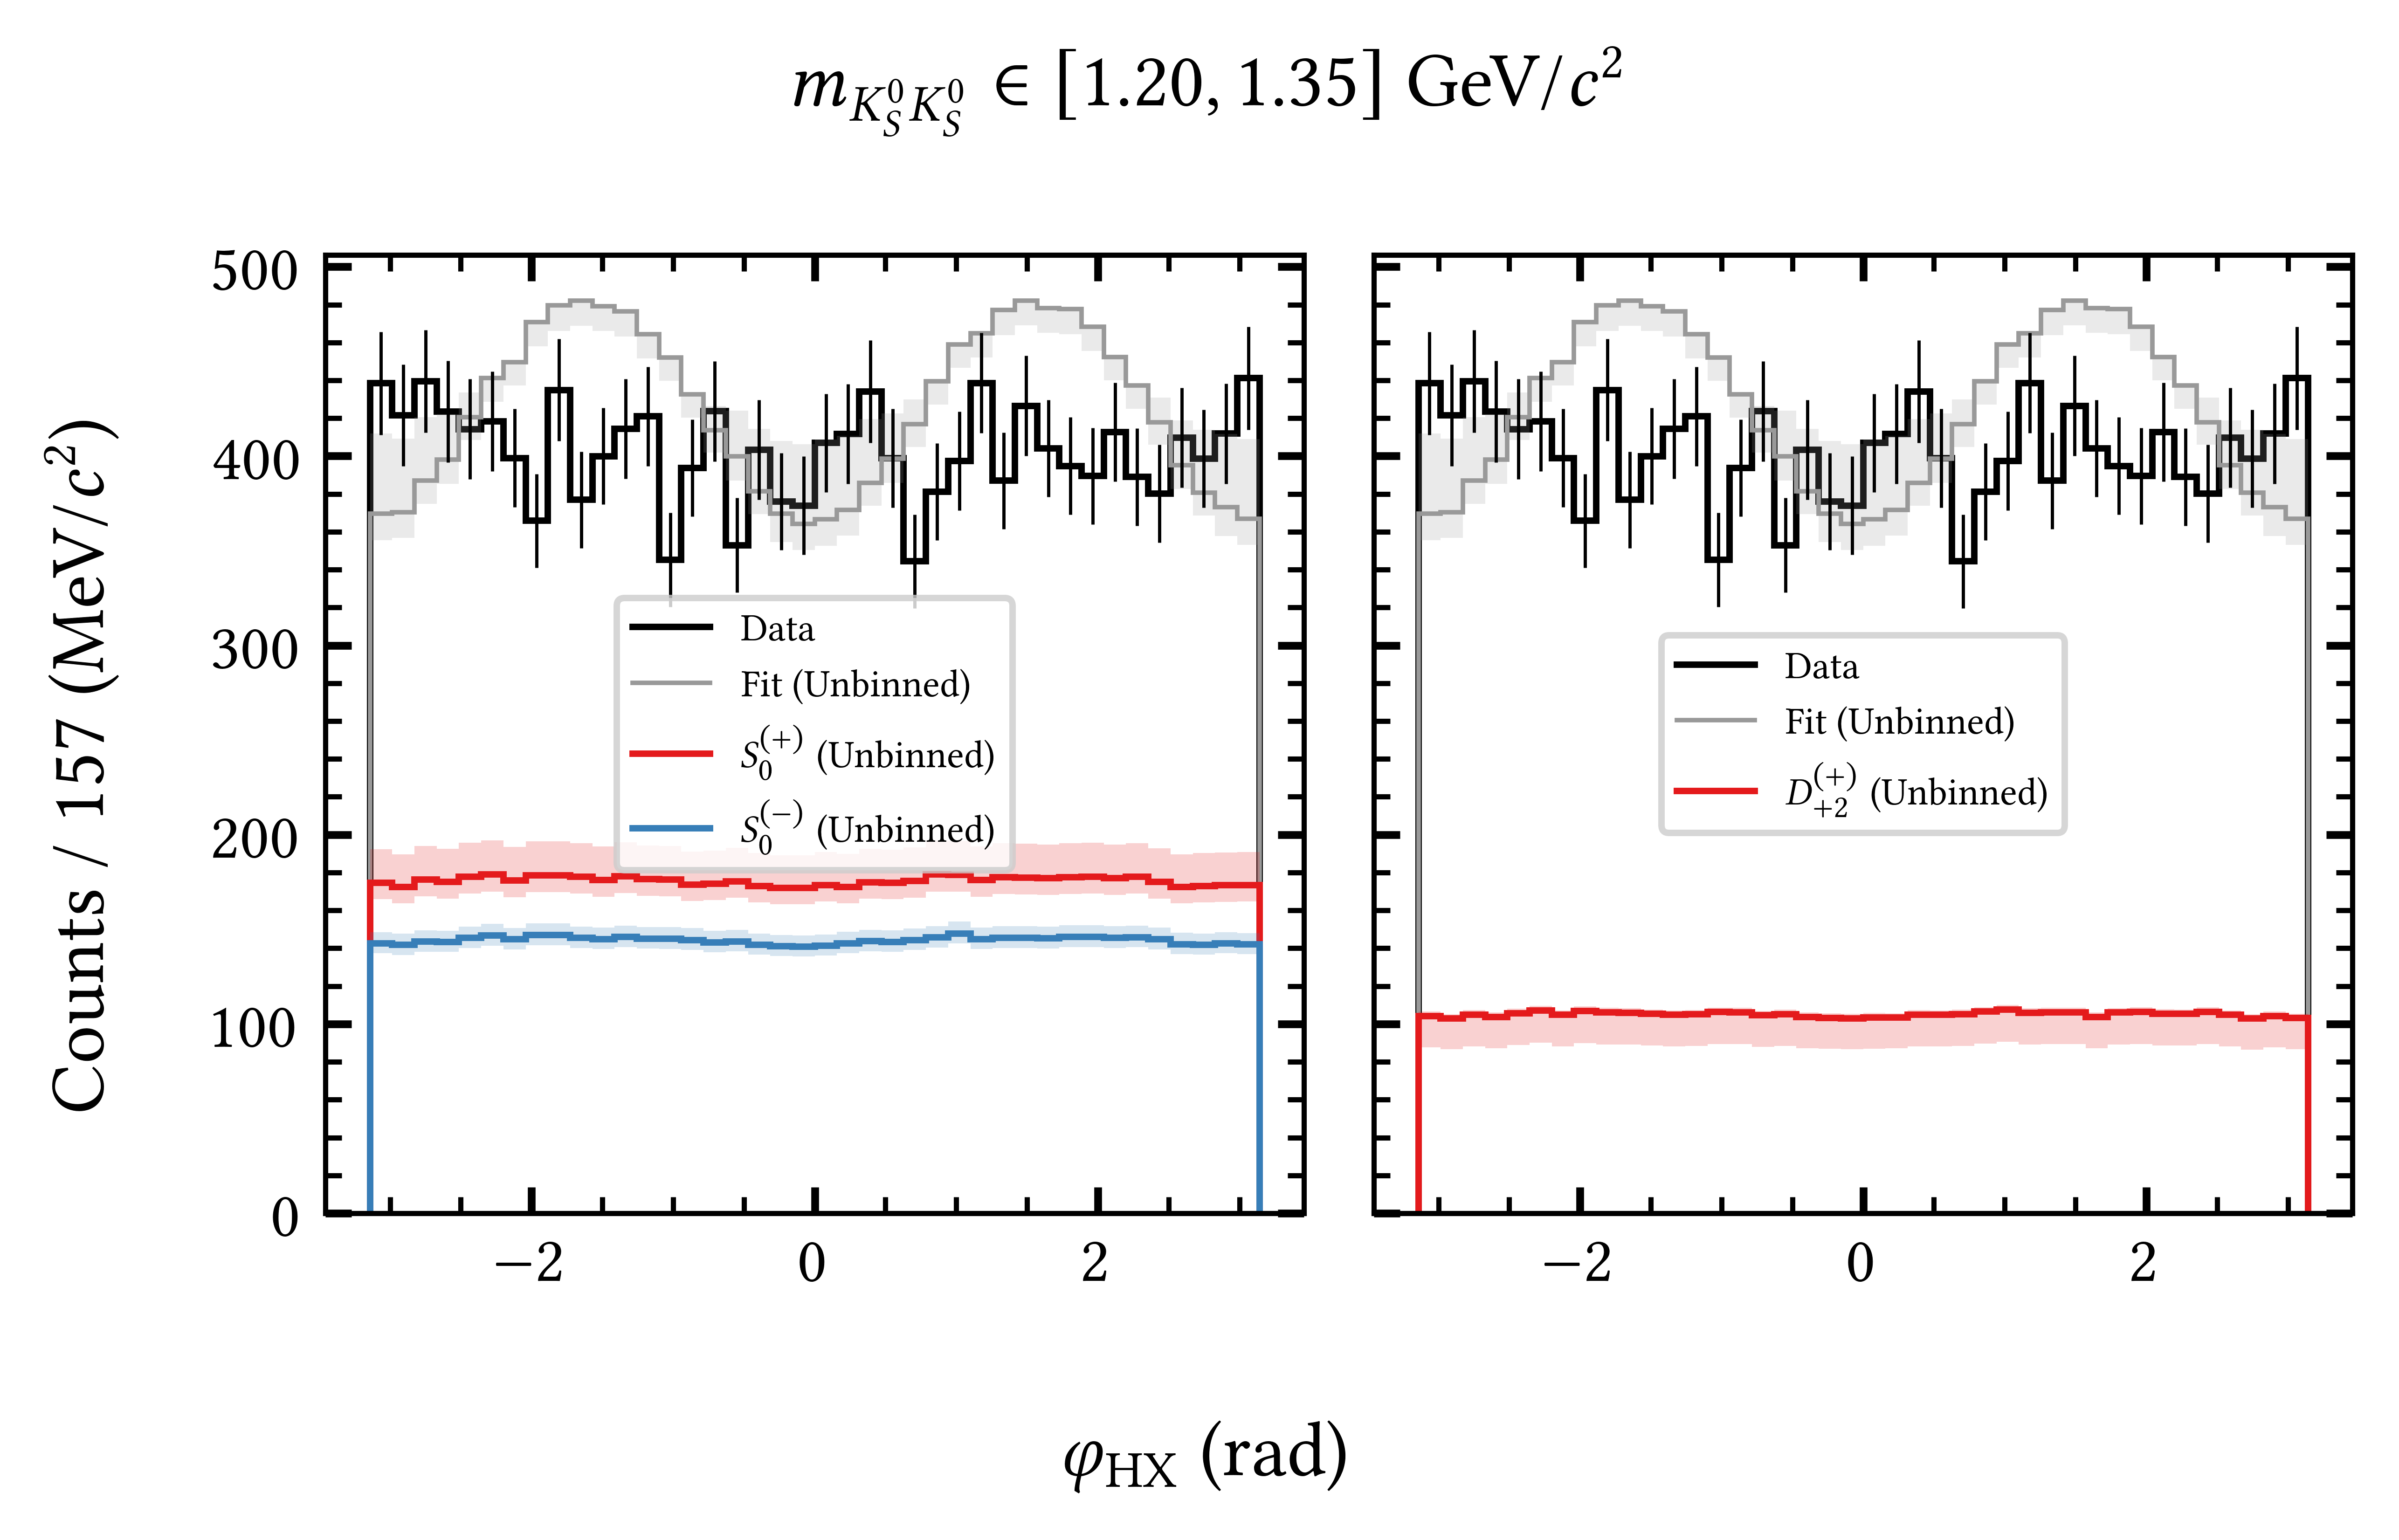 m_{K_S^0 K_S^0} ∈ [1.20, 1.35] GeV/c²
Counts / 157 (MeV/c²)
500
400
300
200
100
0
Data
Fit (Unbinned)
S_0^{(+)} (Unbinned)
S_0^{(−)} (Unbinned)
Data
Fit (Unbinned)
D_{+2}^{(+)} (Unbinned)
−2 0 2
−2 0 2
φ_{HX} (rad)